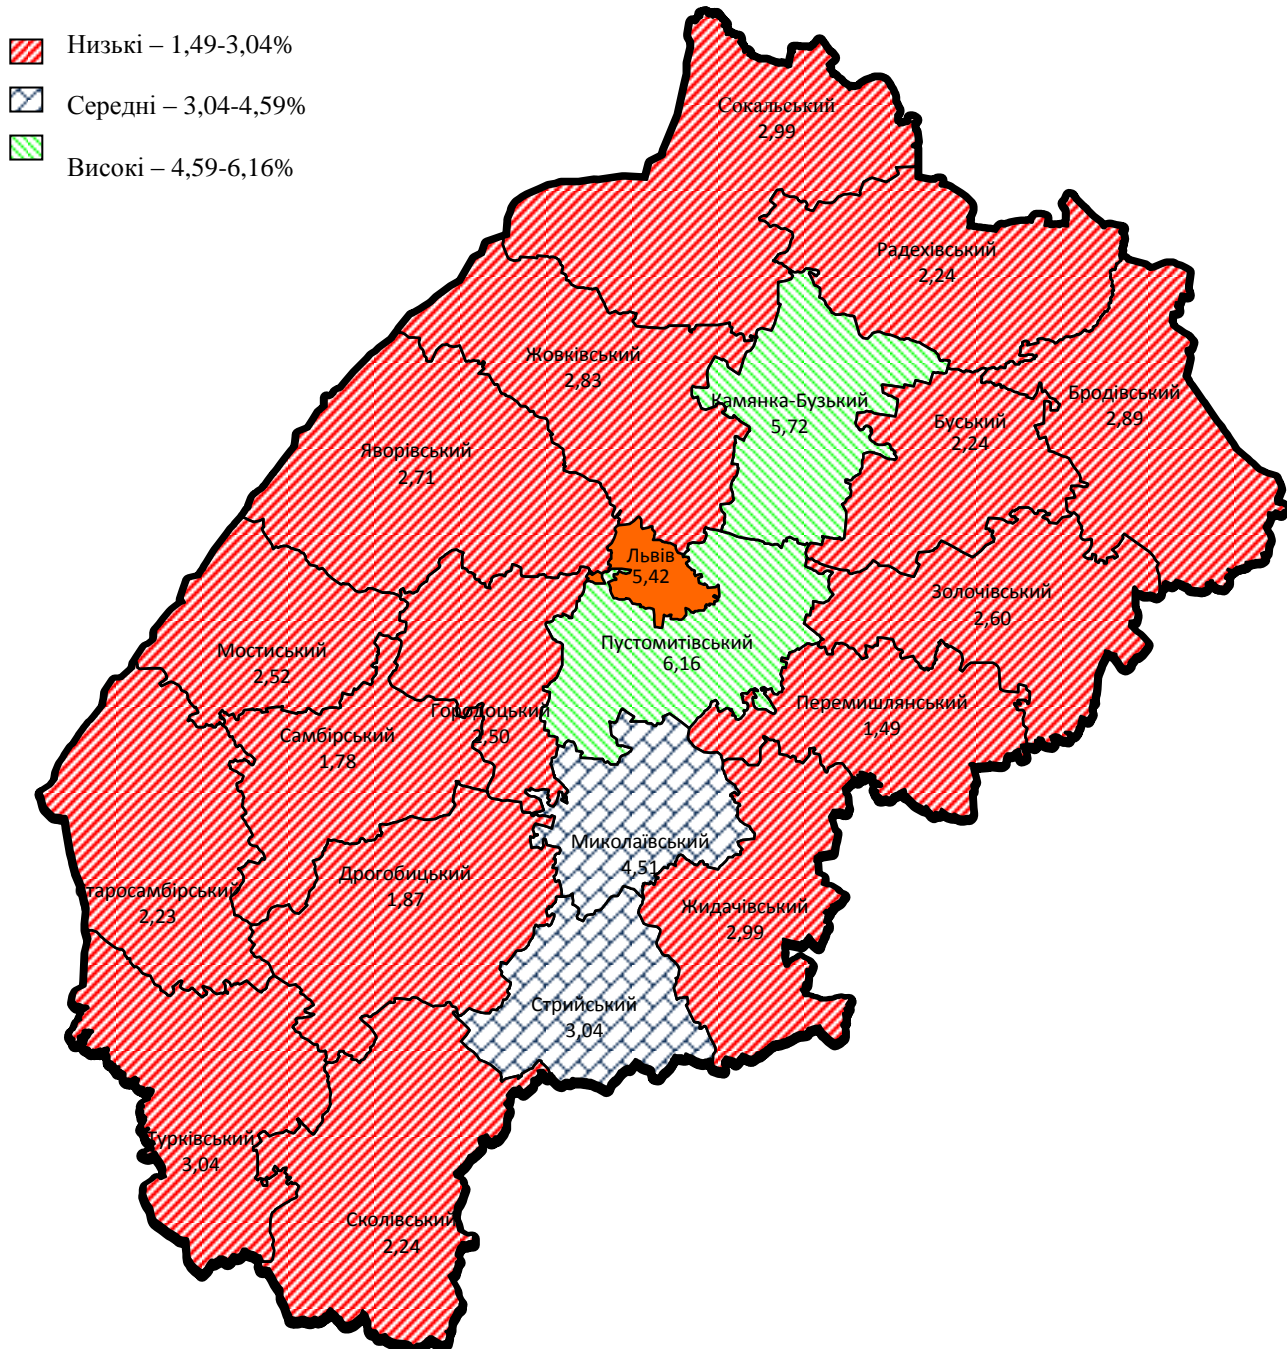 Низькі – 1,49-3,04%
Середні – 3,04-4,59%
Високі – 4,59-6,16%
Сокальський
2,99
Радехівський
2,24
Жовківський
2,83
Камянка-Бузький
5,72
Буський
2,24
Бродівський
2,89
Яворівський
2,71
Львів
5,42
Золочівський
2,60
Пустомитівський
6,16
Мостиський
2,52
Перемишлянський
1,49
Городоцький
2,50
Самбірський
1,78
Миколаївський
4,51
Дрогобицький
1,87
таросамбірський
2,23
Жидачівський
2,99
Стрийський
3,04
Турківський
3,04
Сколівський
2,24